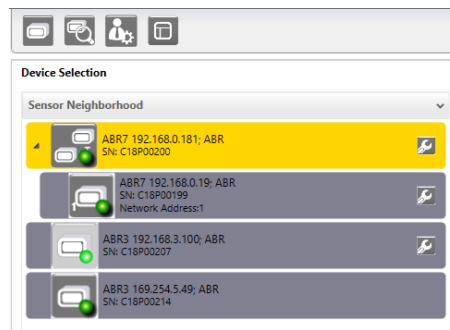 Device Selection
Sensor Neighborhood
ABR7 192.168.0.181; ABR
SN: C18P00200
ABR7 192.168.0.19; ABR
SN: C18P00199
Network Address:1
1
ABR3 192.168.3.100; ABR
SN: C18P00207
ABR3 169.254.5.49; ABR
SN: C18P00214